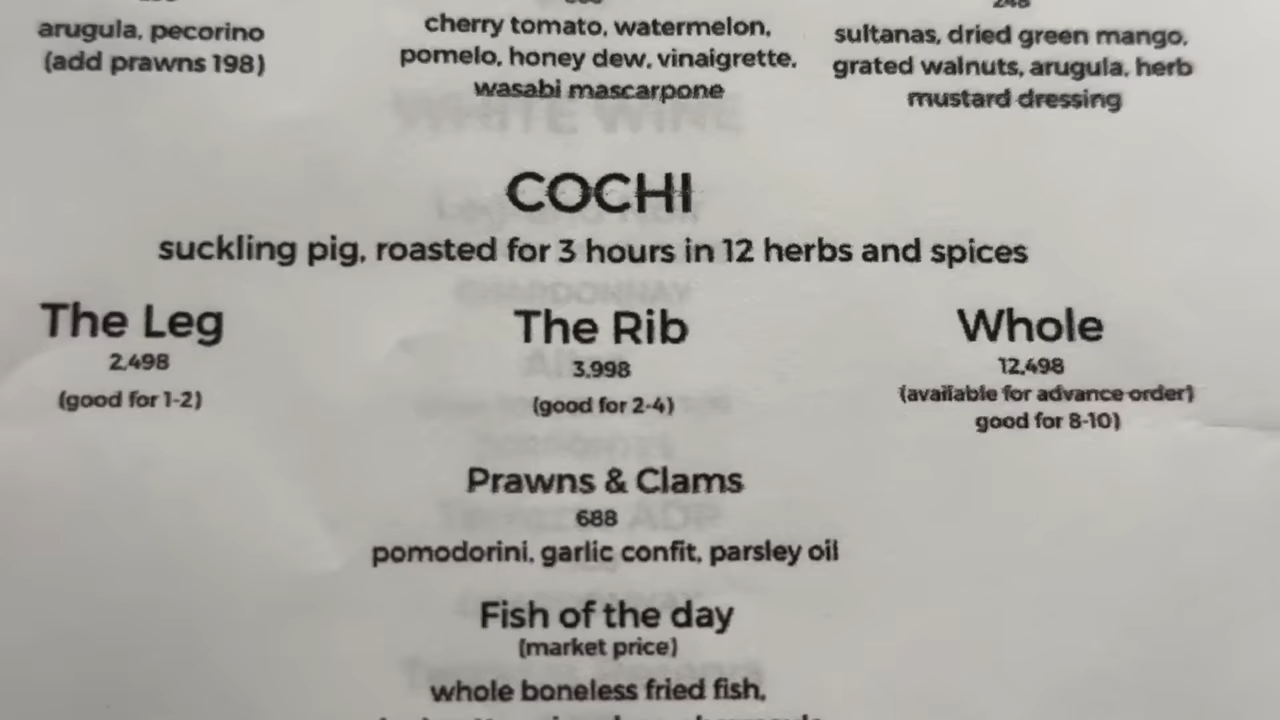 arugula, pecorino
(add prawns 198)
cherry tomato, watermelon,
pomelo, honey dew, vinaigrette,
wasabi mascarpone
248
sultanas, dried green mango,
grated walnuts, arugula, herb
mustard dressing
WHITE WINE
COCHI
suckling pig, roasted for 3 hours in 12 herbs and spices
CHARDONNAY
The Leg
2,498
(good for 1-2)
The Rib
3,998
(good for 2-4)
Whole
12,498
(available for advance order)
good for 8-10)
Prawns & Clams
688
pomodorini, garlic confit, parsley oil
Fish of the day
(market price)
whole boneless fried fish,